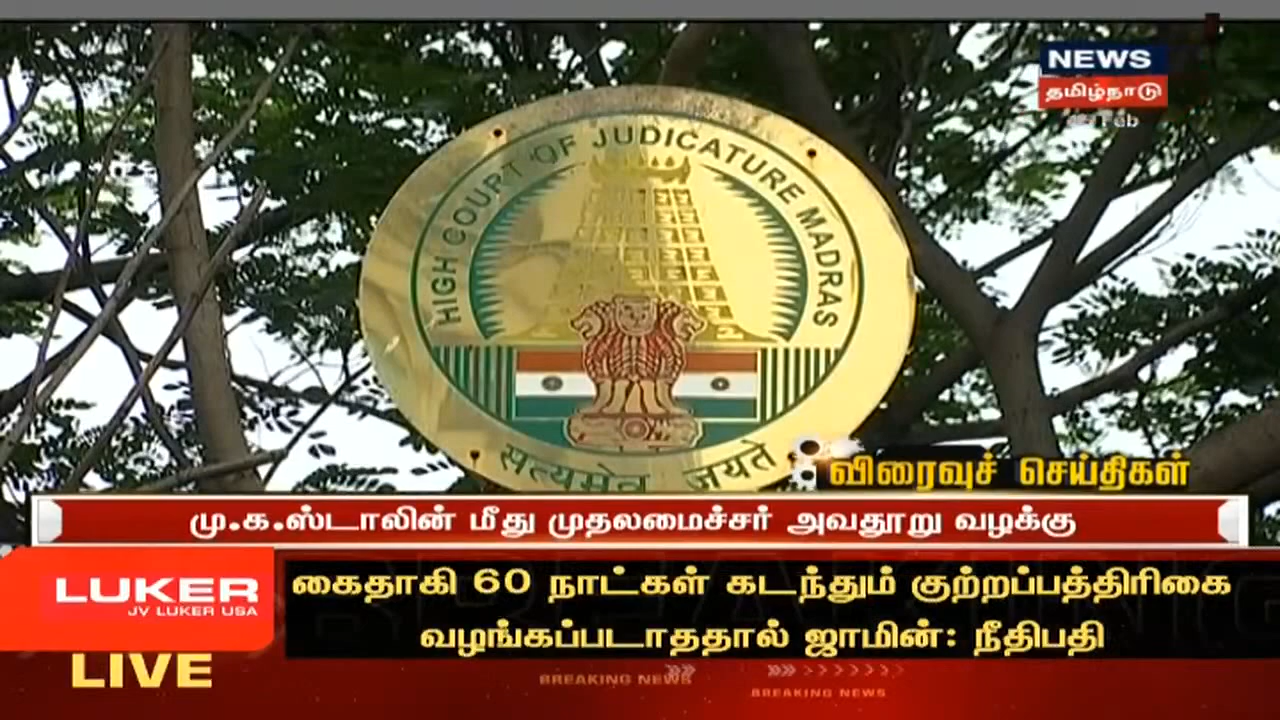 NEWS
தமிழ்நாடு
Feb
HIGH COURT OF JUDICATURE MADRAS
सत्यमेव जयते
விரைவுச் செய்திகள்
மு.க.ஸ்டாலின் மீது முதலமைச்சர் அவதூறு வழக்கு
LUKER
JV LUKER USA
கைதாகி 60 நாட்கள் கடந்தும் குற்றப்பத்திரிகை
வழங்கப்படாததால் ஜாமின்: நீதிபதி
LIVE
BREAKING NEWS
BREAKING NEWS